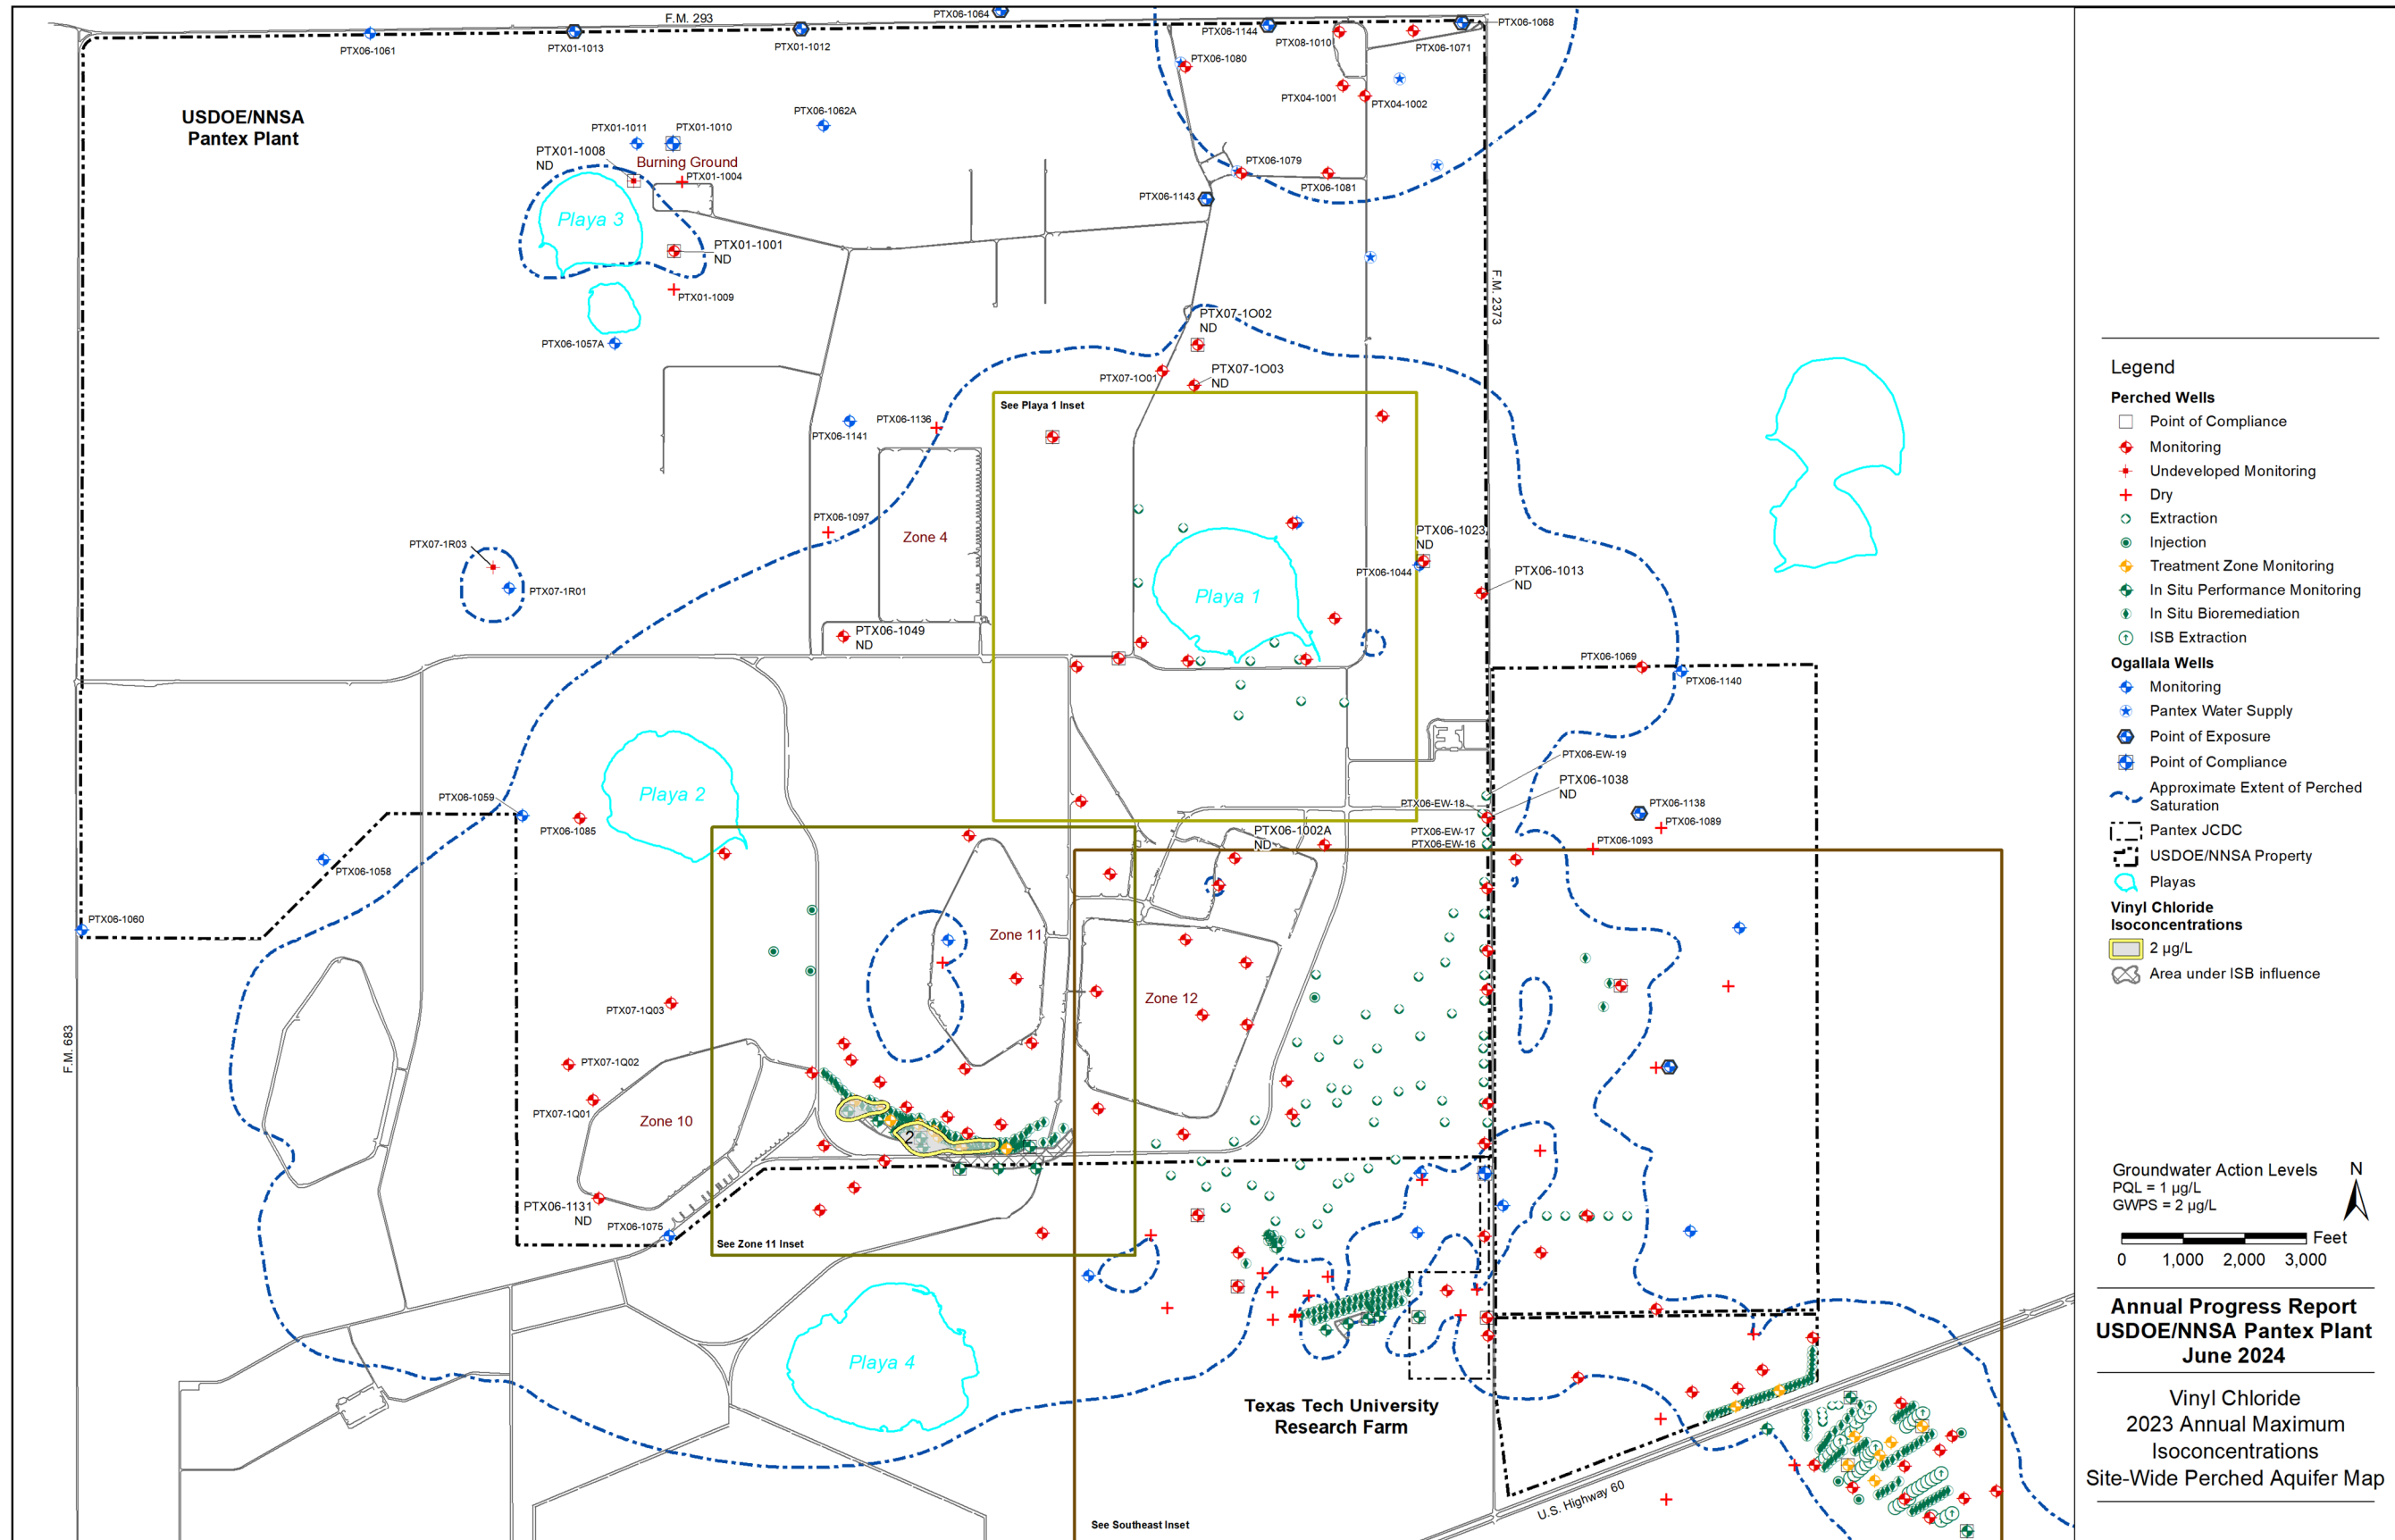 F.M. 293
PTX06-1064
PTX06-1061
PTX01-1013
PTX01-1012
PTX06-1144
PTX08-1010
PTX06-1068
PTX06-1071
PTX06-1080
PTX04-1001
PTX04-1002
USDOE/NNSA
Pantex Plant
PTX06-1062A
PTX01-1011
PTX01-1010
PTX01-1008
ND
Burning Ground
PTX01-1004
PTX06-1079
PTX06-1081
PTX06-1143
Playa 3
PTX01-1001
ND
PTX01-1009
PTX06-1057A
F.M. 2373
PTX07-1O02
ND
PTX07-1O01
PTX07-1O03
ND
See Playa 1 Inset
PTX06-1136
PTX06-1141
PTX06-1097
Zone 4
PTX07-1R03
PTX07-1R01
PTX06-1023
ND
PTX06-1044
PTX06-1013
ND
Playa 1
PTX06-1049
ND
PTX06-1069
PTX06-1140
PTX06-EW-19
PTX06-1038
ND
PTX06-EW-18
PTX06-EW-17
PTX06-EW-16
PTX06-1138
PTX06-1089
PTX06-1093
Playa 2
PTX06-1059
PTX06-1085
PTX06-1058
PTX06-1060
PTX06-1002A
ND
Zone 11
Zone 12
PTX07-1Q03
PTX07-1Q02
PTX07-1Q01
Zone 10
2
F.M. 683
PTX06-1131
ND
PTX06-1075
See Zone 11 Inset
Playa 4
Texas Tech University
Research Farm
U.S. Highway 60
See Southeast Inset
Legend
Perched Wells
Point of Compliance
Monitoring
Undeveloped Monitoring
Dry
Extraction
Injection
Treatment Zone Monitoring
In Situ Performance Monitoring
In Situ Bioremediation
ISB Extraction
Ogallala Wells
Monitoring
Pantex Water Supply
Point of Exposure
Point of Compliance
Approximate Extent of Perched
Saturation
Pantex JCDC
USDOE/NNSA Property
Playas
Vinyl Chloride
Isoconcentrations
2 µg/L
Area under ISB influence
Groundwater Action Levels
PQL = 1 µg/L
GWPS = 2 µg/L
N
Feet
0 1,000 2,000 3,000
Annual Progress Report
USDOE/NNSA Pantex Plant
June 2024
Vinyl Chloride
2023 Annual Maximum
Isoconcentrations
Site-Wide Perched Aquifer Map